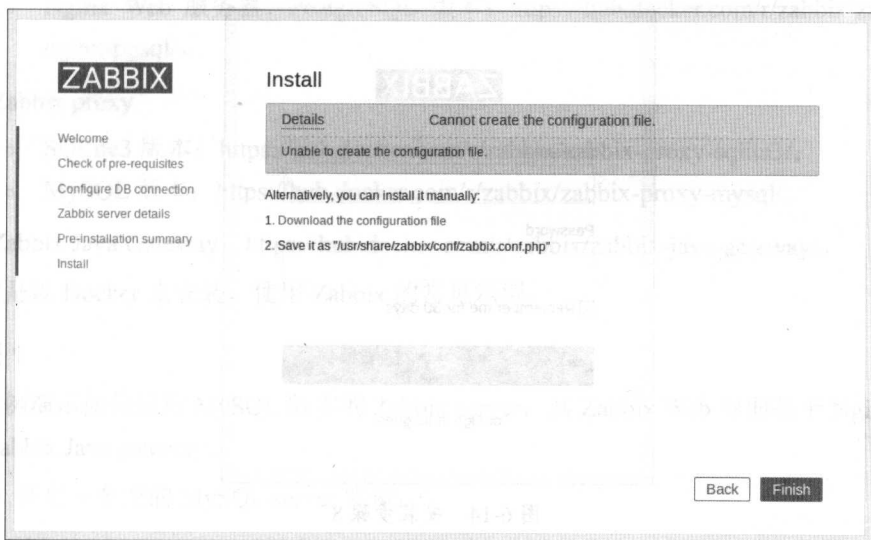 ZABBIX
Install
Details Cannot create the configuration file.
Unable to create the configuration file.
Welcome
Check of pre-requisites
Configure DB connection
Zabbix server details
Pre-installation summary
Install
Alternatively, you can install it manually:
1. Download the configuration file
2. Save it as "/usr/share/zabbix/conf/zabbix.conf.php"
Back Finish